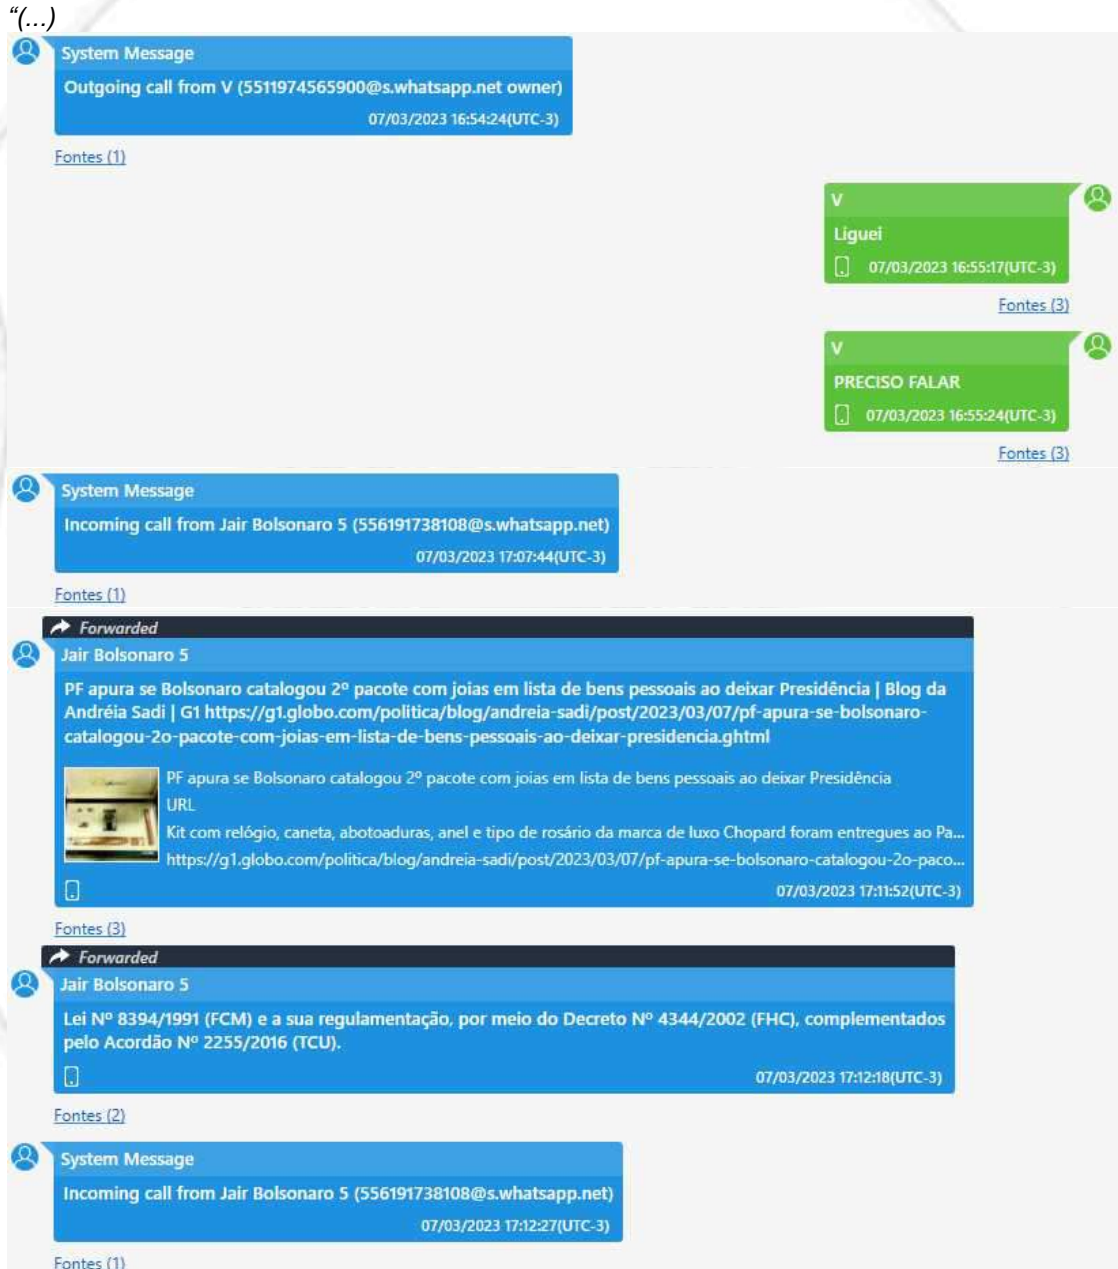 “(...)
System Message
Outgoing call from V (5511974565900@s.whatsapp.net owner)
07/03/2023 16:54:24(UTC-3)
Fontes (1)
V
Liguei
07/03/2023 16:55:17(UTC-3)
Fontes (3)
V
PRECISO FALAR
07/03/2023 16:55:24(UTC-3)
Fontes (3)
System Message
Incoming call from Jair Bolsonaro 5 (556191738108@s.whatsapp.net)
07/03/2023 17:07:44(UTC-3)
Fontes (1)
Forwarded
Jair Bolsonaro 5
PF apura se Bolsonaro catalogou 2º pacote com joias em lista de bens pessoais ao deixar Presidência | Blog da
Andréia Sadi | G1 https://g1.globo.com/politica/blog/andreia-sadi/post/2023/03/07/pf-apura-se-bolsonaro-
catalogou-2o-pacote-com-joias-em-lista-de-bens-pessoais-ao-deixar-presidencia.ghtml
PF apura se Bolsonaro catalogou 2º pacote com joias em lista de bens pessoais ao deixar Presidência
URL
Kit com relógio, caneta, abotoaduras, anel e tipo de rosário da marca de luxo Chopard foram entregues ao Pa...
https://g1.globo.com/politica/blog/andreia-sadi/post/2023/03/07/pf-apura-se-bolsonaro-catalogou-2o-paco...
07/03/2023 17:11:52(UTC-3)
Fontes (3)
Forwarded
Jair Bolsonaro 5
Lei Nº 8394/1991 (FCM) e a sua regulamentação, por meio do Decreto Nº 4344/2002 (FHC), complementados
pelo Acordão Nº 2255/2016 (TCU).
07/03/2023 17:12:18(UTC-3)
Fontes (2)
System Message
Incoming call from Jair Bolsonaro 5 (556191738108@s.whatsapp.net)
07/03/2023 17:12:27(UTC-3)
Fontes (1)